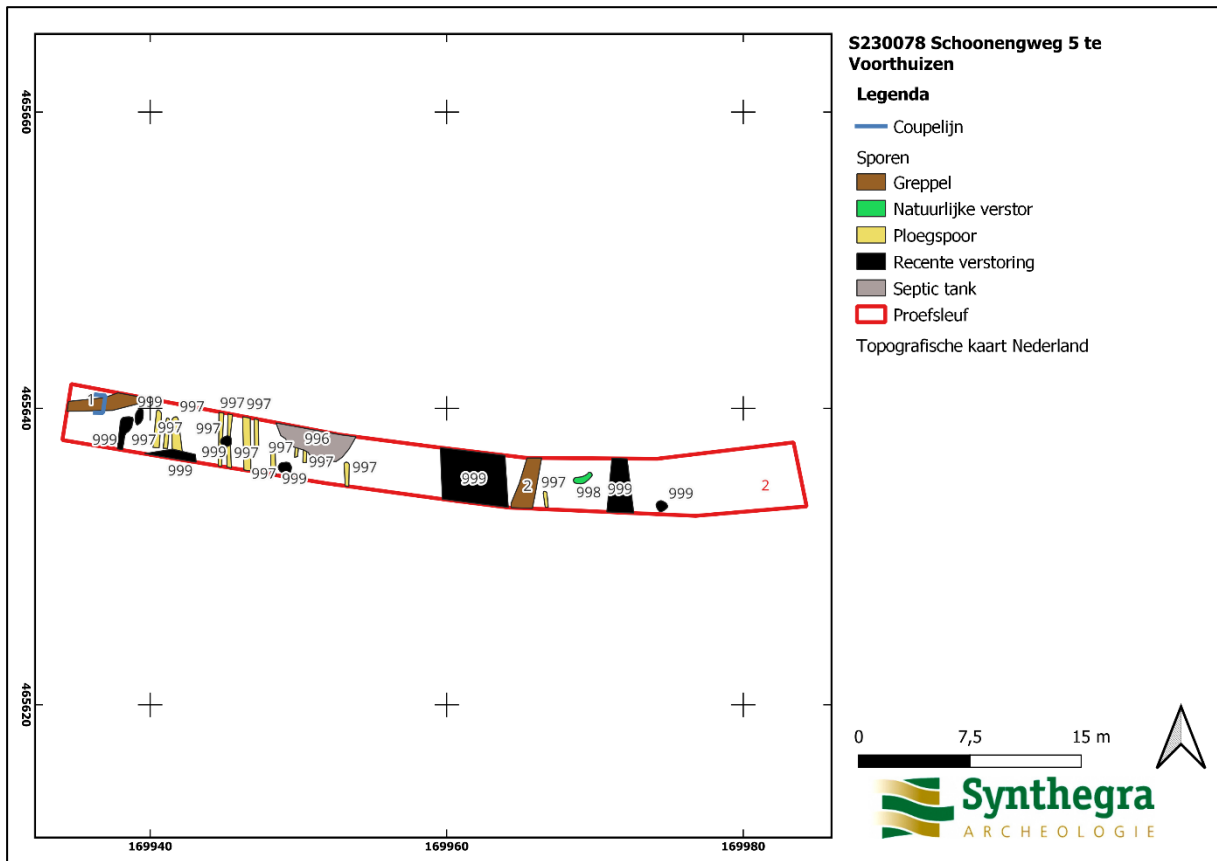 S230078 Schoonengweg 5 te
Voorthuizen
Legenda
Coupelijn
Sporen
Greppel
Natuurlijke verstor
Ploegspoor
Recente verstoring
Septic tank
Proefsleuf
Topografische kaart Nederland
465660
465640
465620
1
999
997
997
997
999
997
997
997
996
999
997
997
997
999
997
999
997
997
999
2
997
998
999
999
2
0
7,5
15 m
Synthegra
ARCHEOLOGIE
169940
169960
169980